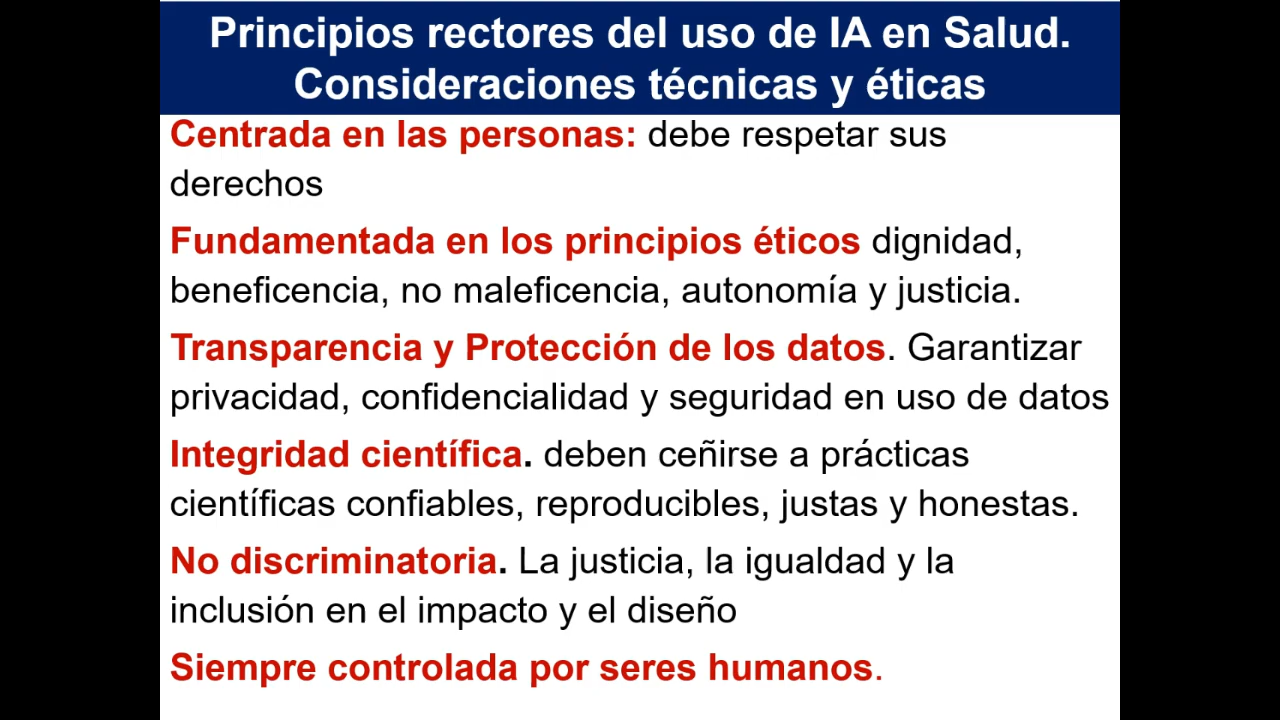 Principios rectores del uso de IA en Salud.
Consideraciones técnicas y éticas
Centrada en las personas: debe respetar sus
derechos
Fundamentada en los principios éticos dignidad,
beneficencia, no maleficencia, autonomía y justicia.
Transparencia y Protección de los datos. Garantizar
privacidad, confidencialidad y seguridad en uso de datos
Integridad científica. deben ceñirse a prácticas
científicas confiables, reproducibles, justas y honestas.
No discriminatoria. La justicia, la igualdad y la
inclusión en el impacto y el diseño
Siempre controlada por seres humanos.